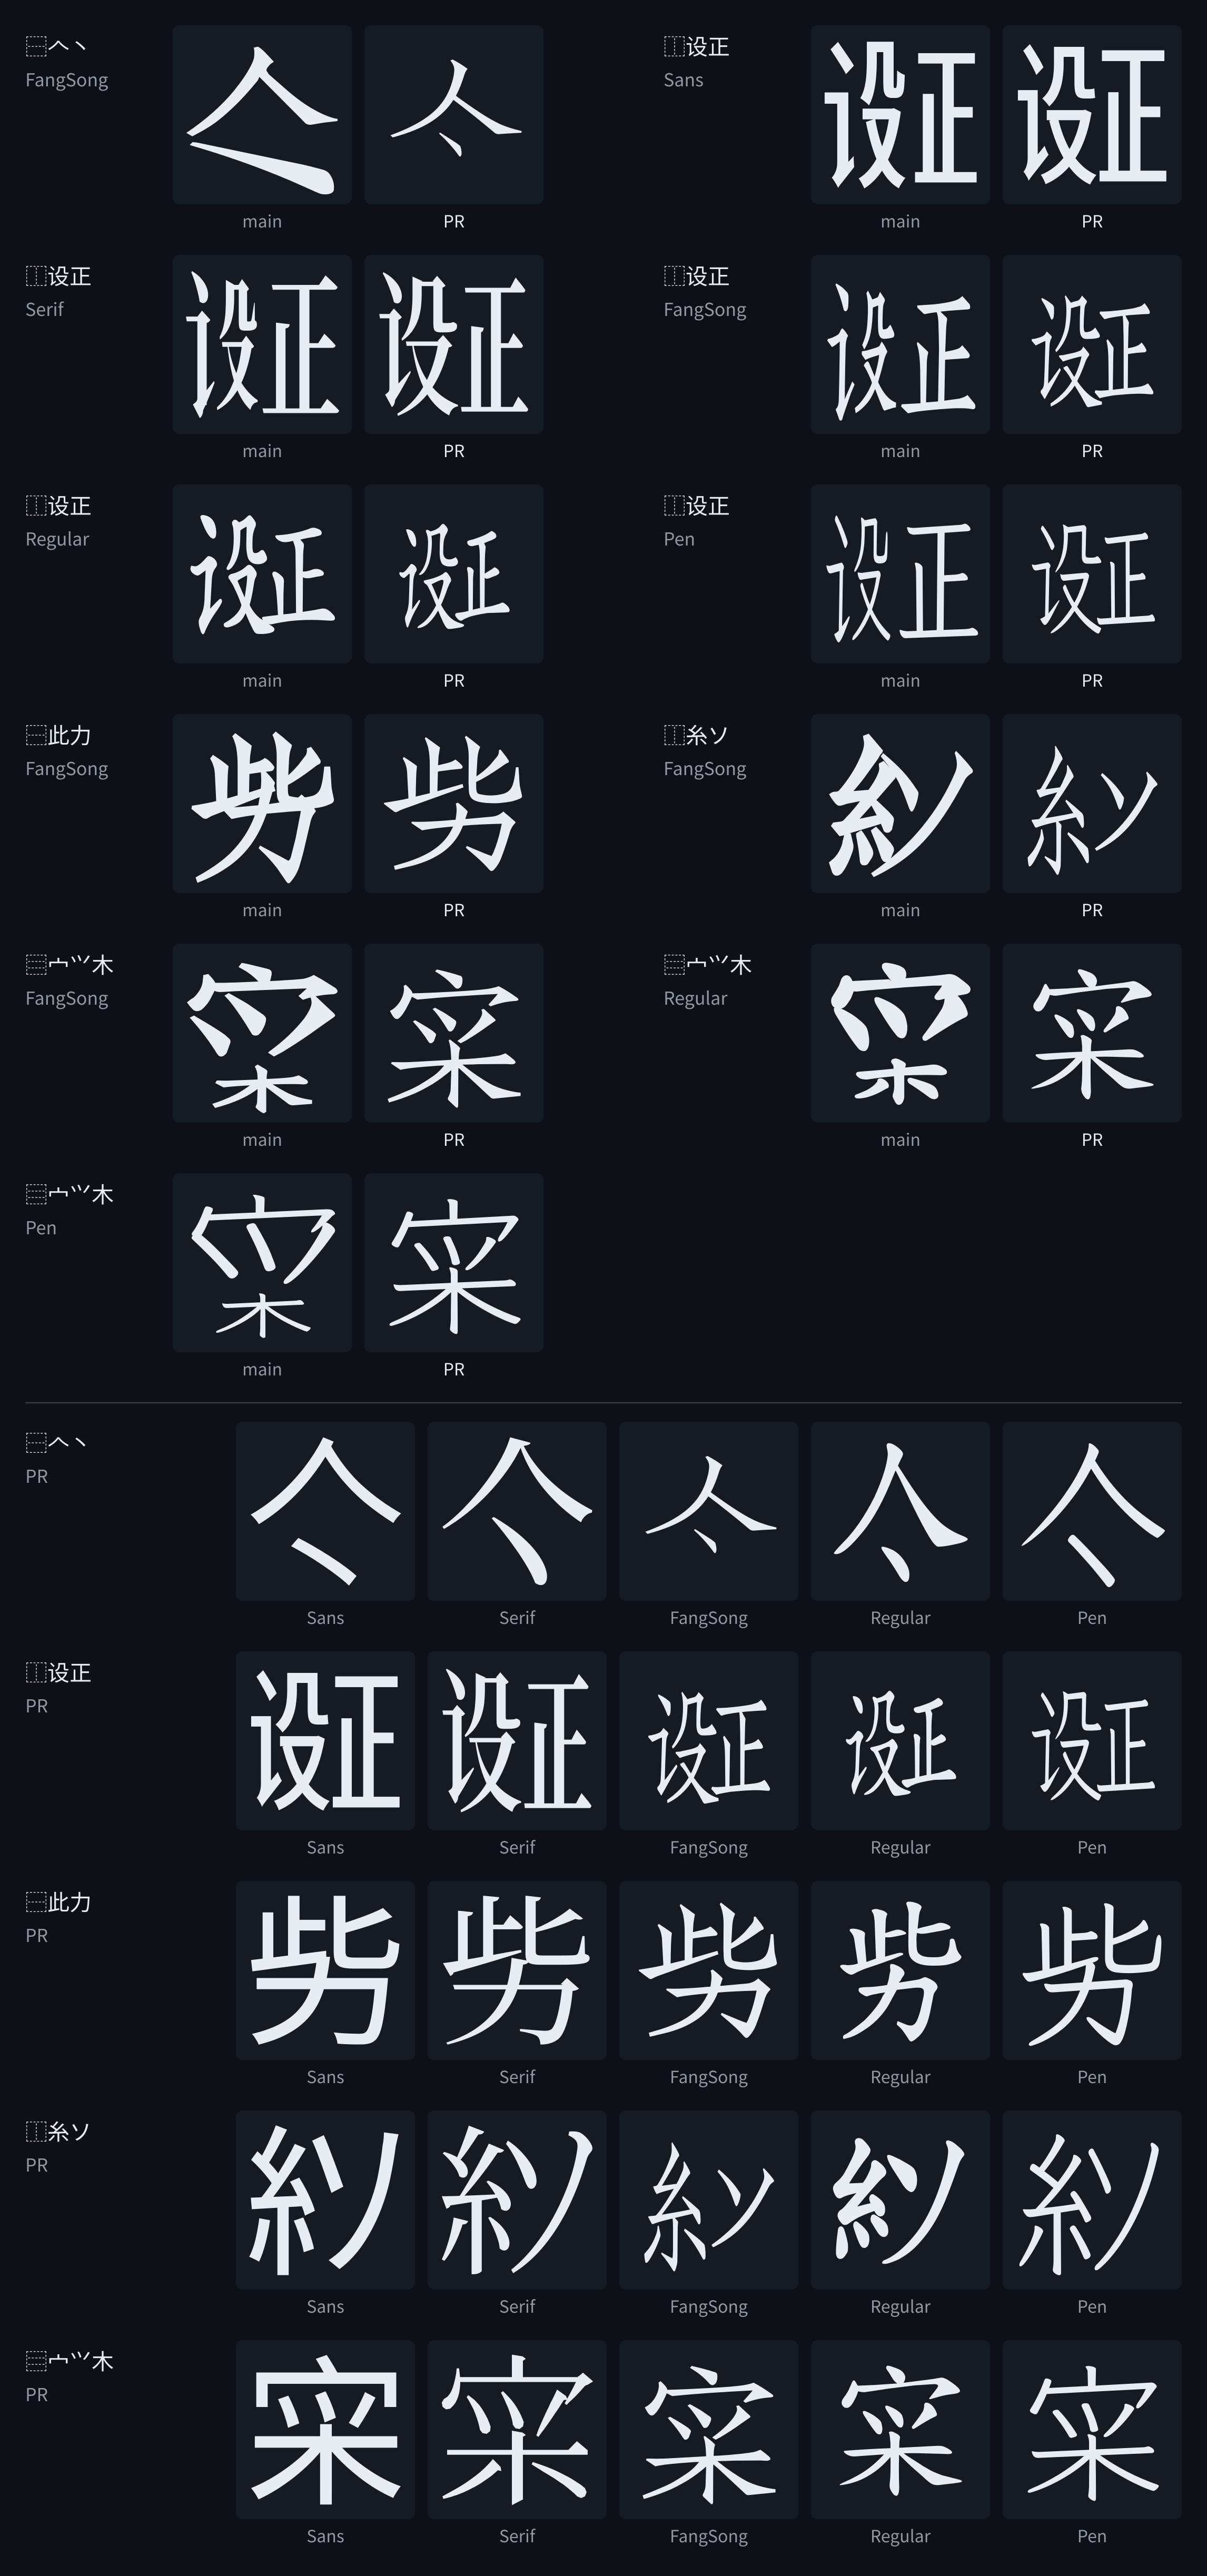 ⿱𠆢丶
FangSong
main PR
⿰设正
Sans
main PR
⿰设正
Serif
main PR
⿰设正
FangSong
main PR
⿰设正
Regular
main PR
⿰设正
Pen
main PR
⿱此力
FangSong
main PR
⿰糸ソ
FangSong
main PR
⿳宀⺍木
FangSong
main PR
⿳宀⺍木
Regular
main PR
⿳宀⺍木
Pen
main PR
⿱𠆢丶
PR
Sans Serif FangSong Regular Pen
⿰设正
PR
Sans Serif FangSong Regular Pen
⿱此力
PR
Sans Serif FangSong Regular Pen
⿰糸ソ
PR
Sans Serif FangSong Regular Pen
⿳宀⺍木
PR
Sans Serif FangSong Regular Pen